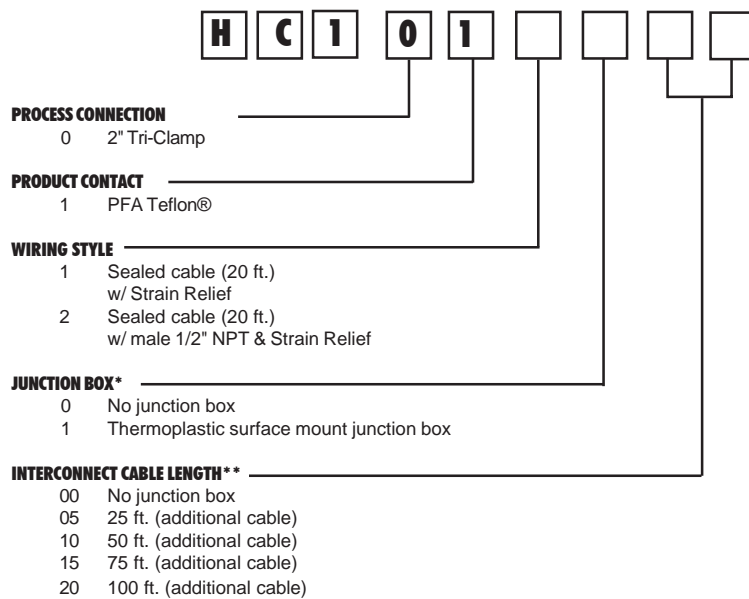 H C 1 0 1
PROCESS CONNECTION
0 2" Tri-Clamp
PRODUCT CONTACT
1 PFA Teflon®
WIRING STYLE
1 Sealed cable (20 ft.)
w/ Strain Relief
2 Sealed cable (20 ft.)
w/ male 1/2" NPT & Strain Relief
JUNCTION BOX*
0 No junction box
1 Thermoplastic surface mount junction box
INTERCONNECT CABLE LENGTH**
00 No junction box
05 25 ft. (additional cable)
10 50 ft. (additional cable)
15 75 ft. (additional cable)
20 100 ft. (additional cable)